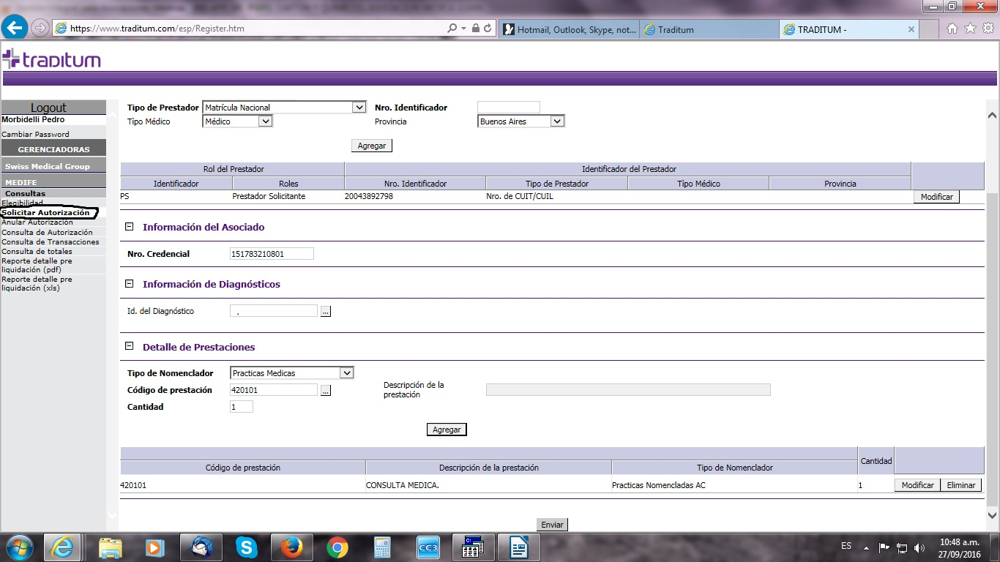 https://www.traditum.com/esp/Register.htm
Hotmail, Outlook, Skype, not...
Traditum
TRADITUM -
traditum
Logout
Morbidelli Pedro
Cambiar Password
GERENCIADORAS
Swiss Medical Group
MEDIFE
Consultas
Elegibilidad
Solicitar Autorización
Anular Autorización
Consulta de Autorización
Consulta de Transacciones
Consulta de totales
Reporte detalle pre
liquidación (pdf)
Reporte detalle pre
liquidación (xls)
Tipo de Prestador Matrícula Nacional Nro. Identificador
Tipo Médico Médico Provincia Buenos Aires
Agregar
Rol del Prestador Identificador del Prestador
Identificador Roles Nro. Identificador Tipo de Prestador Tipo Médico Provincia
PS Prestador Solicitante 20043892798 Nro. de CUIT/CUIL Modificar
Información del Asociado
Nro. Credencial 151783210801
Información de Diagnósticos
Id. del Diagnóstico . ...
Detalle de Prestaciones
Tipo de Nomenclador Practicas Medicas
Código de prestación 420101 ... Descripción de la
prestación
Cantidad 1
Agregar
Código de prestación Descripción de la prestación Tipo de Nomenclador Cantidad
420101 CONSULTA MEDICA. Practicas Nomencladas AC 1 Modificar Eliminar
Enviar
CC3
ES
10:48 a.m.
27/09/2016